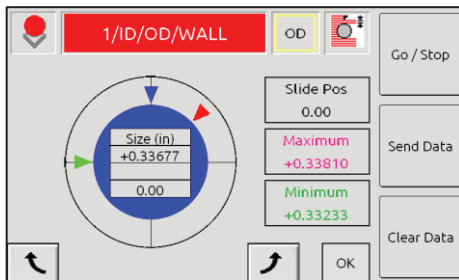 1/ID/OD/WALL
OD
Go / Stop
Slide Pos
0.00
Size (in)
+0.33677
0.00
Maximum
+0.33810
Send Data
Minimum
+0.33233
Clear Data
OK